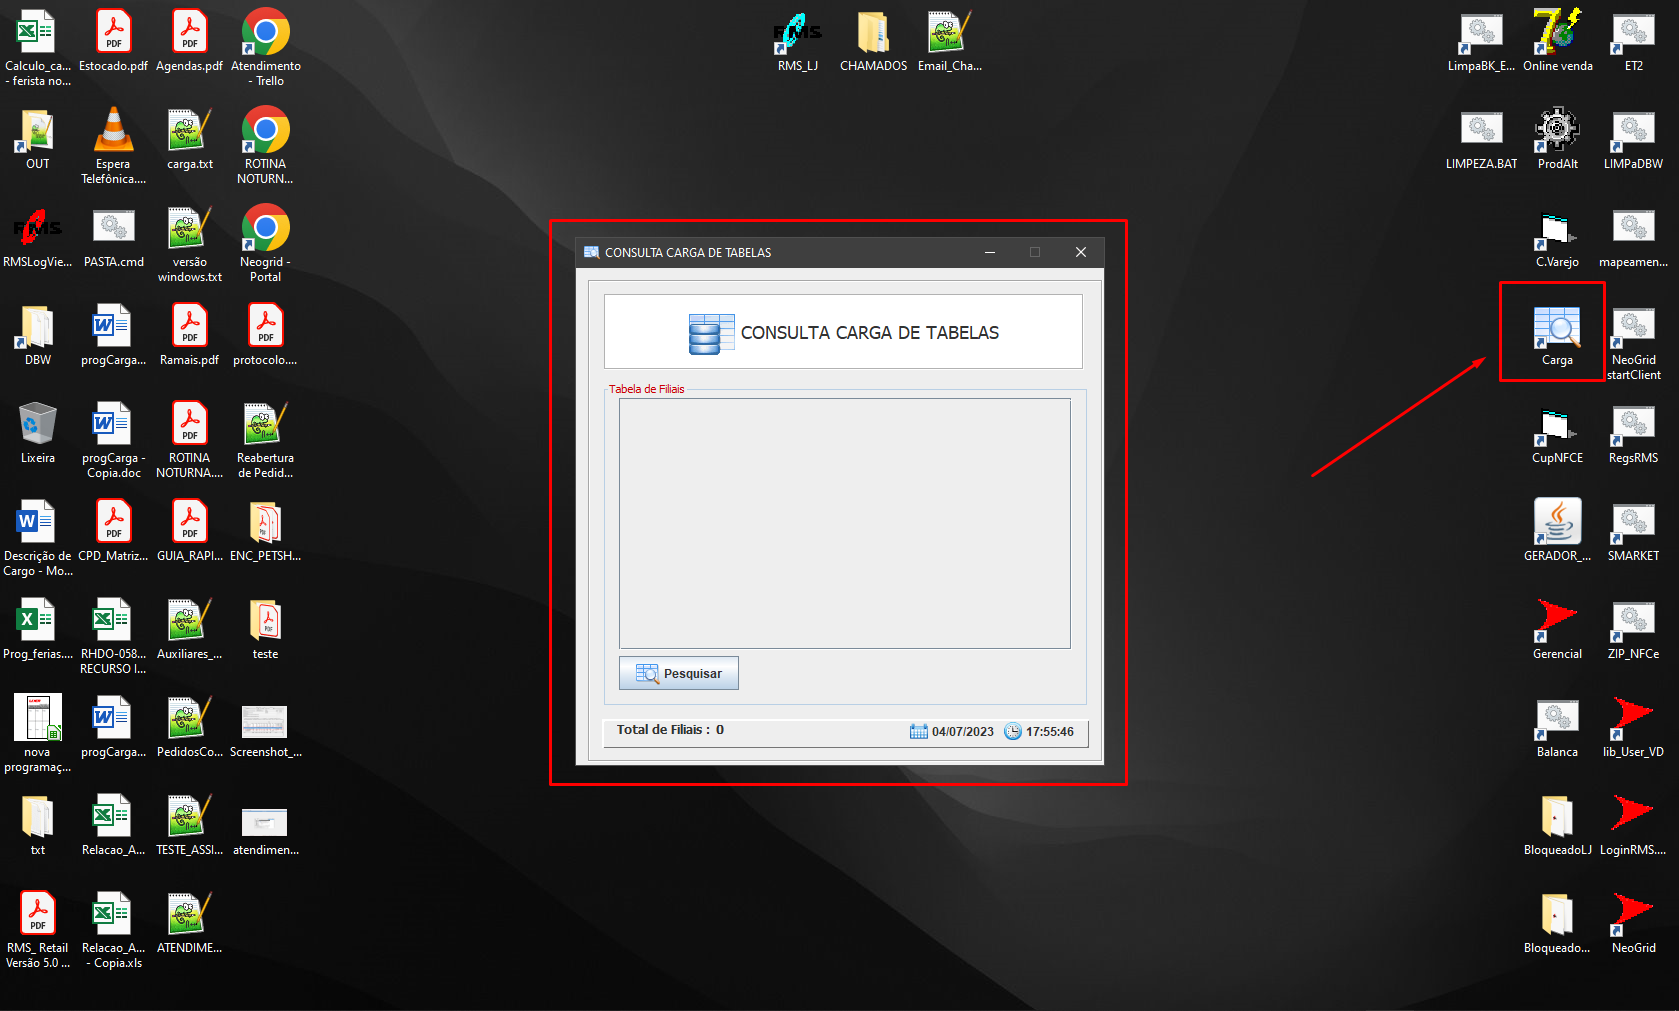 Calculo_ca...
- ferista no...
Estocado.pdf
Agendas.pdf
Atendimento
- Trello
RMS
RMS_LJ
CHAMADOS
Email_Cha...
LimpaBK_E...
Online venda
ET2
OUT
Espera
Telefônica....
carga.txt
ROTINA
NOTURN...
LIMPEZA.BAT
ProdAlt
LIMPaDBW
RMS
RMSLogVie...
PASTA.cmd
versão
windows.txt
Neogrid -
Portal
C.Varejo
mapeamen...
DBW
progCarga...
Ramais.pdf
protocolo....
Carga
NeoGrid
startClient
Lixeira
progCarga -
Copia.doc
ROTINA
NOTURNA....
Reabertura
de Pedid...
CupNFCE
RegsRMS
Descrição de
Cargo - Mo...
CPD_Matriz...
GUIA_RAPI...
ENC_PETSH...
GERADOR_...
SMARKET
Prog_ferias....
RHDO-058...
RECURSO I...
Auxiliares_...
teste
Gerencial
ZIP_NFCe
nova
programaç...
progCarga...
PedidosCo...
Screenshot_...
Balanca
lib_User_VD
txt
Relacao_A...
TESTE_ASSI...
atendimen...
BloqueadoLJ
LoginRMS....
RMS_Retail
Versão 5.0 ...
Relacao_A...
- Copia.xls
ATENDIME...
Bloqueado...
NeoGrid
CONSULTA CARGA DE TABELAS
CONSULTA CARGA DE TABELAS
Tabela de Filiais
Pesquisar
Total de Filiais : 0
04/07/2023
17:55:46